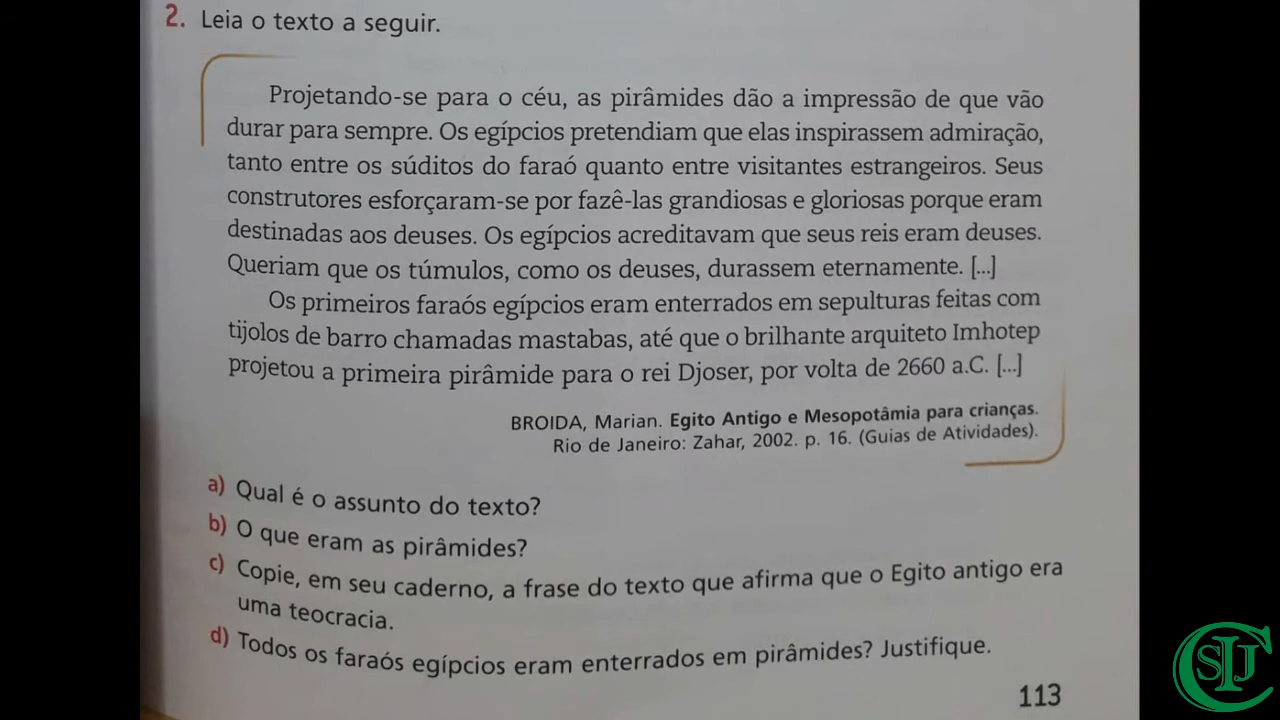 2. Leia o texto a seguir.
Projetando-se para o céu, as pirâmides dão a impressão de que vão
durar para sempre. Os egípcios pretendiam que elas inspirassem admiração,
tanto entre os súditos do faraó quanto entre visitantes estrangeiros. Seus
construtores esforçaram-se por fazê-las grandiosas e gloriosas porque eram
destinadas aos deuses. Os egípcios acreditavam que seus reis eram deuses.
Queriam que os túmulos, como os deuses, durassem eternamente. [...]
Os primeiros faraós egípcios eram enterrados em sepulturas feitas com
tijolos de barro chamadas mastabas, até que o brilhante arquiteto Imhotep
projetou a primeira pirâmide para o rei Djoser, por volta de 2660 a.C. [...]
BROIDA, Marian. Egito Antigo e Mesopotâmia para crianças.
Rio de Janeiro: Zahar, 2002. p. 16. (Guias de Atividades).
a) Qual é o assunto do texto?
b) O que eram as pirâmides?
c) Copie, em seu caderno, a frase do texto que afirma que o Egito antigo era
uma teocracia.
d) Todos os faraós egípcios eram enterrados em pirâmides? Justifique.
113
CSIJ